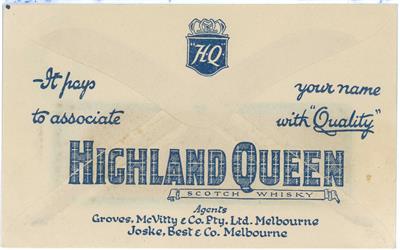 "H.Q."
It pays your name
to associate with "Quality"
HIGHLAND QUEEN
SCOTCH WHISKY
Agents
Groves, McVitty & Co. Pty. Ltd. Melbourne
Joske, Best & Co. Melbourne